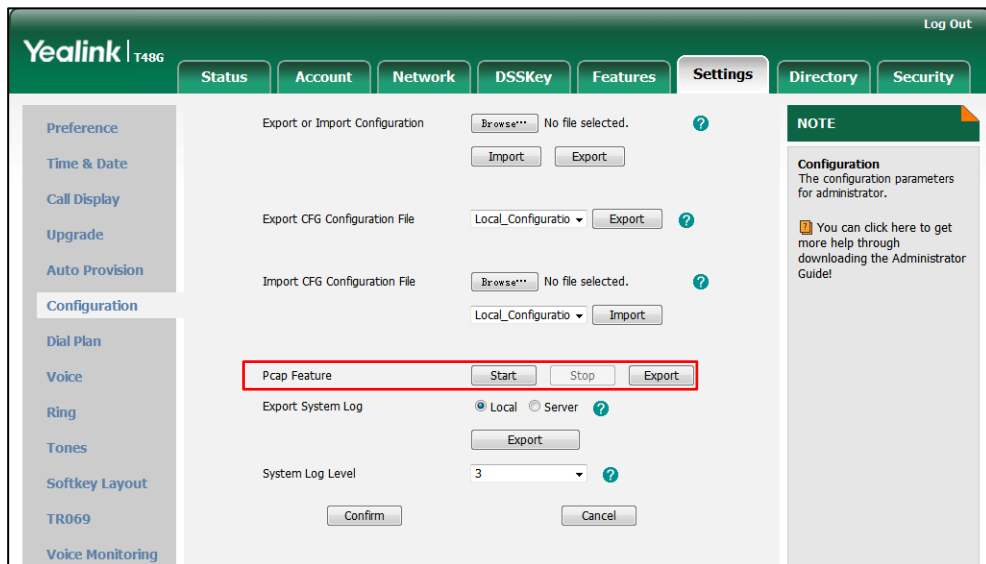 Log Out
Yealink | T48G
Status Account Network DSSKey Features Settings Directory Security
Preference
Time & Date
Call Display
Upgrade
Auto Provision
Configuration
Dial Plan
Voice
Ring
Tones
Softkey Layout
TR069
Voice Monitoring
Export or Import Configuration Browse... No file selected. ?
Import Export
Export CFG Configuration File Local_Configuratio Export ?
Import CFG Configuration File Browse... No file selected. ?
Local_Configuratio Import
Pcap Feature Start Stop Export
Export System Log Local Server ?
Export
System Log Level 3 ?
Confirm Cancel
NOTE
Configuration
The configuration parameters
for administrator.
? You can click here to get
more help through
downloading the Administrator
Guide!